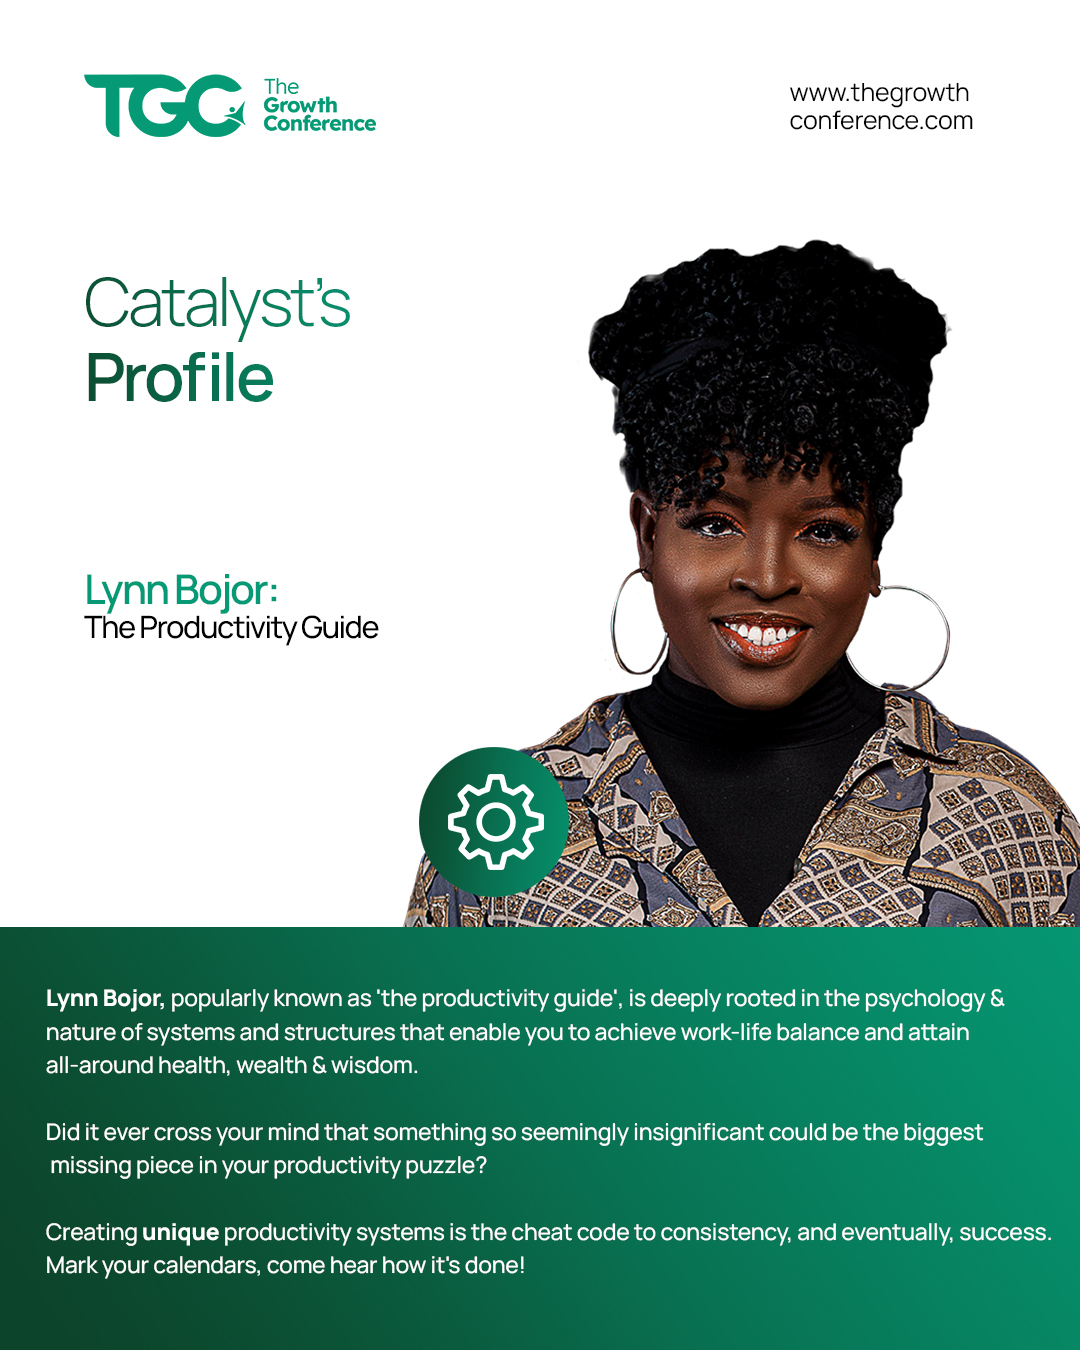 TGC
The
Growth
Conference
www.thegrowth
conference.com
Catalyst's
Profile
Lynn Bojor:
The Productivity Guide
Lynn Bojor, popularly known as 'the productivity guide', is deeply rooted in the psychology &
nature of systems and structures that enable you to achieve work-life balance and attain
all-around health, wealth & wisdom.
Did it ever cross your mind that something so seemingly insignificant could be the biggest
missing piece in your productivity puzzle?
Creating unique productivity systems is the cheat code to consistency, and eventually, success.
Mark your calendars, come hear how it's done!